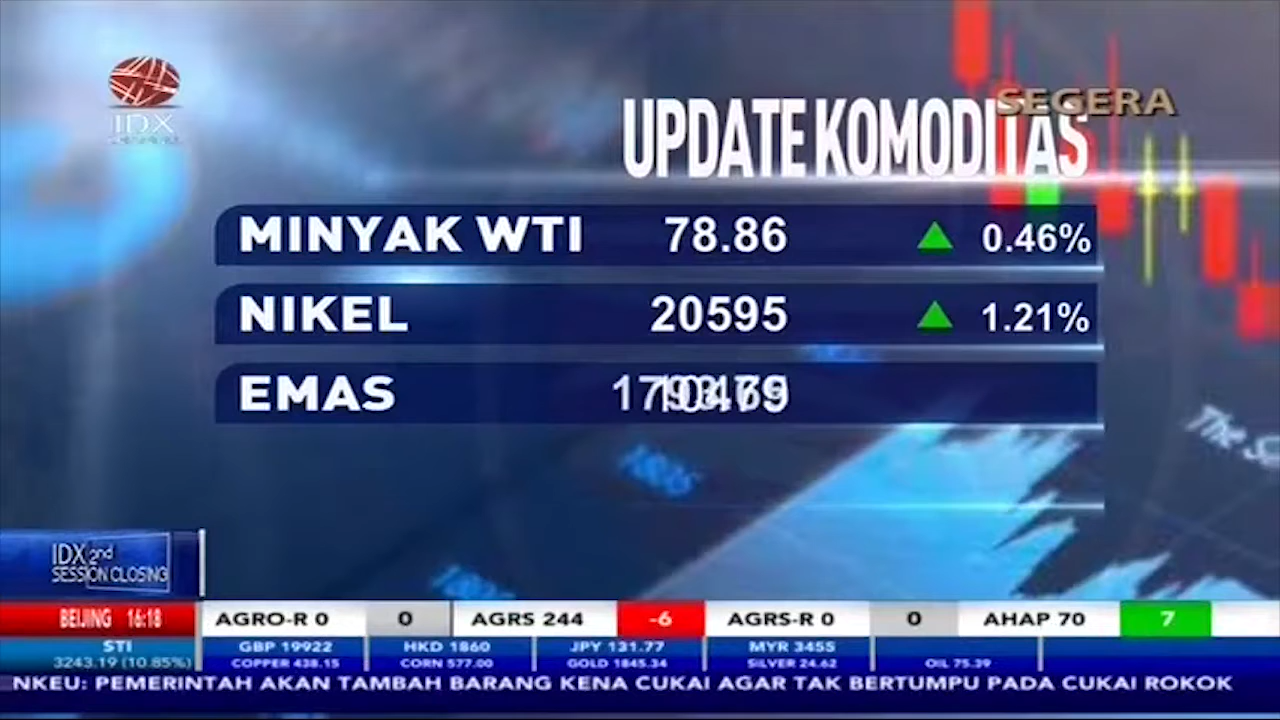 IDX
SEGERA
UPDATE KOMODITAS
MINYAK WTI 78.86 0.46%
NIKEL 20595 1.21%
EMAS
IDX 2nd
SESSION CLOSING
BEIJING 16:18 AGRO-R 0 0 AGRS 244 -6 AGRS-R 0 0 AHAP 70 7
STI GBP 19922 HKD 1860 JPY 131.77 MYR 3455
3243.19 (10.85%) COPPER 438.15 CORN 577.00 GOLD 1845.34 SILVER 24.62 OIL 75.39
NKEU: PEMERINTAH AKAN TAMBAH BARANG KENA CUKAI AGAR TAK BERTUMPU PADA CUKAI ROKOK